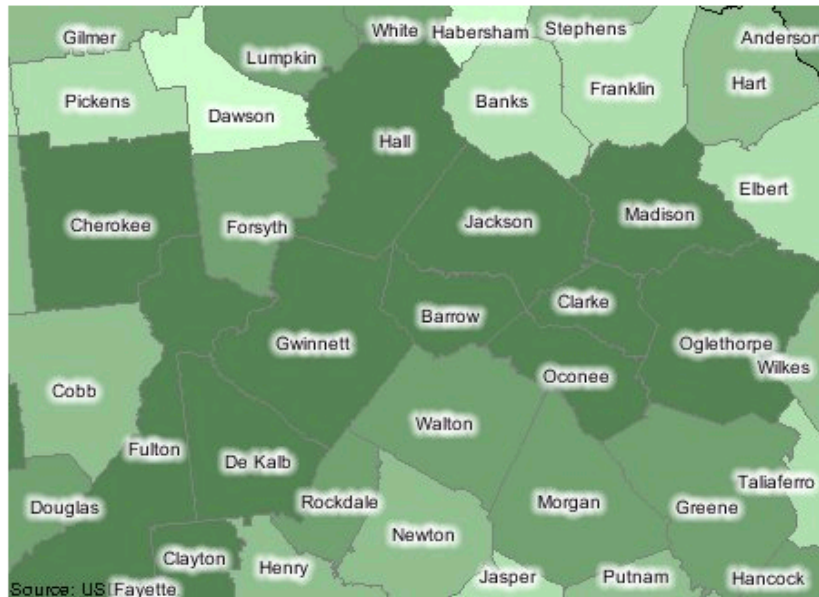 Gilmer
White
Habersham
Stephens
Anderson
Lumpkin
Pickens
Dawson
Banks
Franklin
Hart
Hall
Elbert
Cherokee
Forsyth
Jackson
Madison
Gwinnett
Barrow
Clarke
Oglethorpe
Wilkes
Oconee
Cobb
Walton
Fulton
De Kalb
Douglas
Rockdale
Newton
Morgan
Greene
Taliaferro
Clayton
Henry
Jasper
Putnam
Hancock
Source: US
Fayette